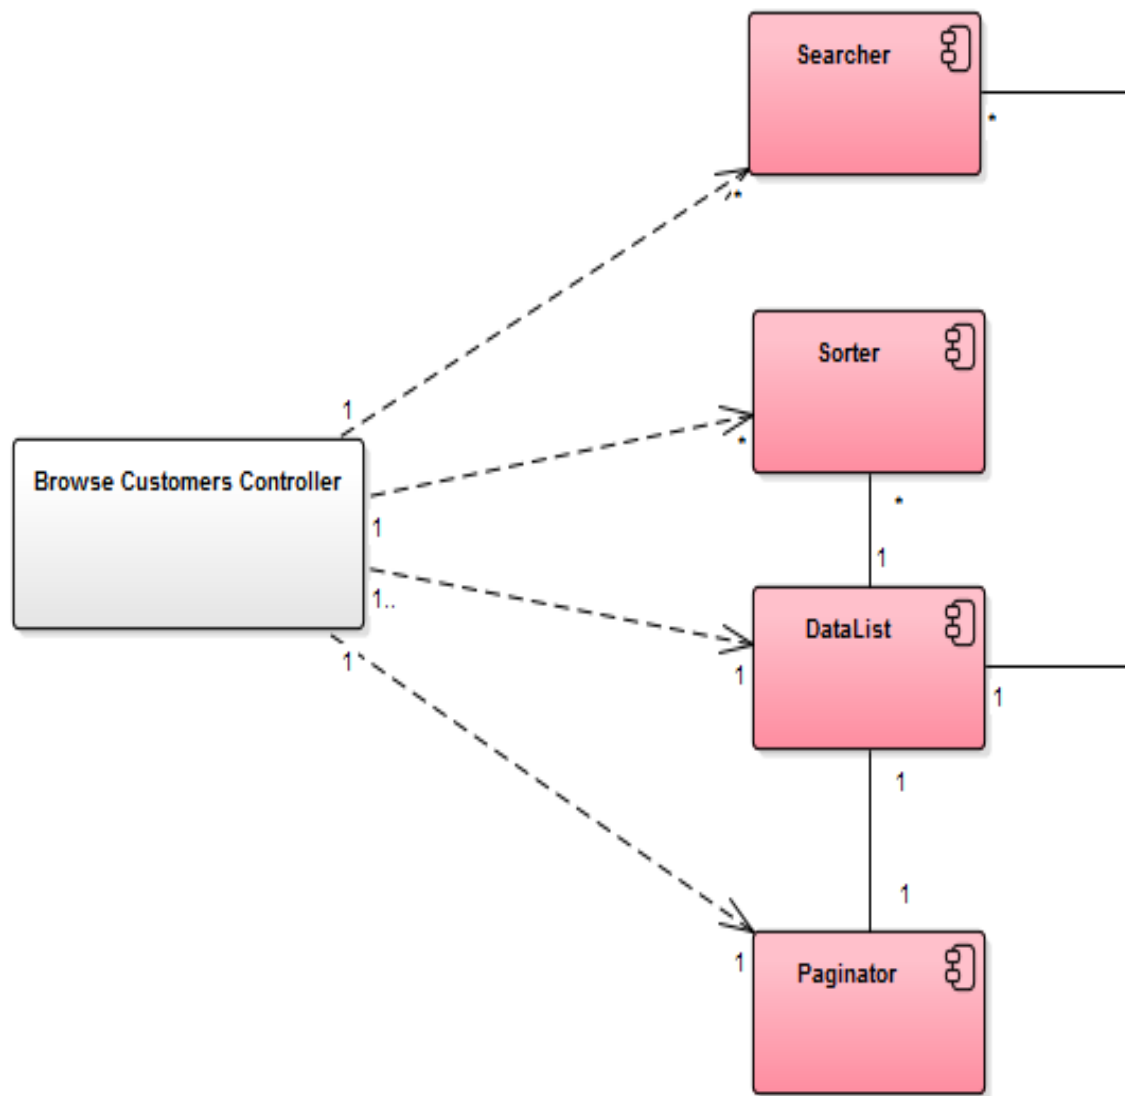 Searcher
*
*
1
Sorter
*
Browse Customers Controller
1
*
1
1..
DataList
1
1
1
1
1
Paginator
1